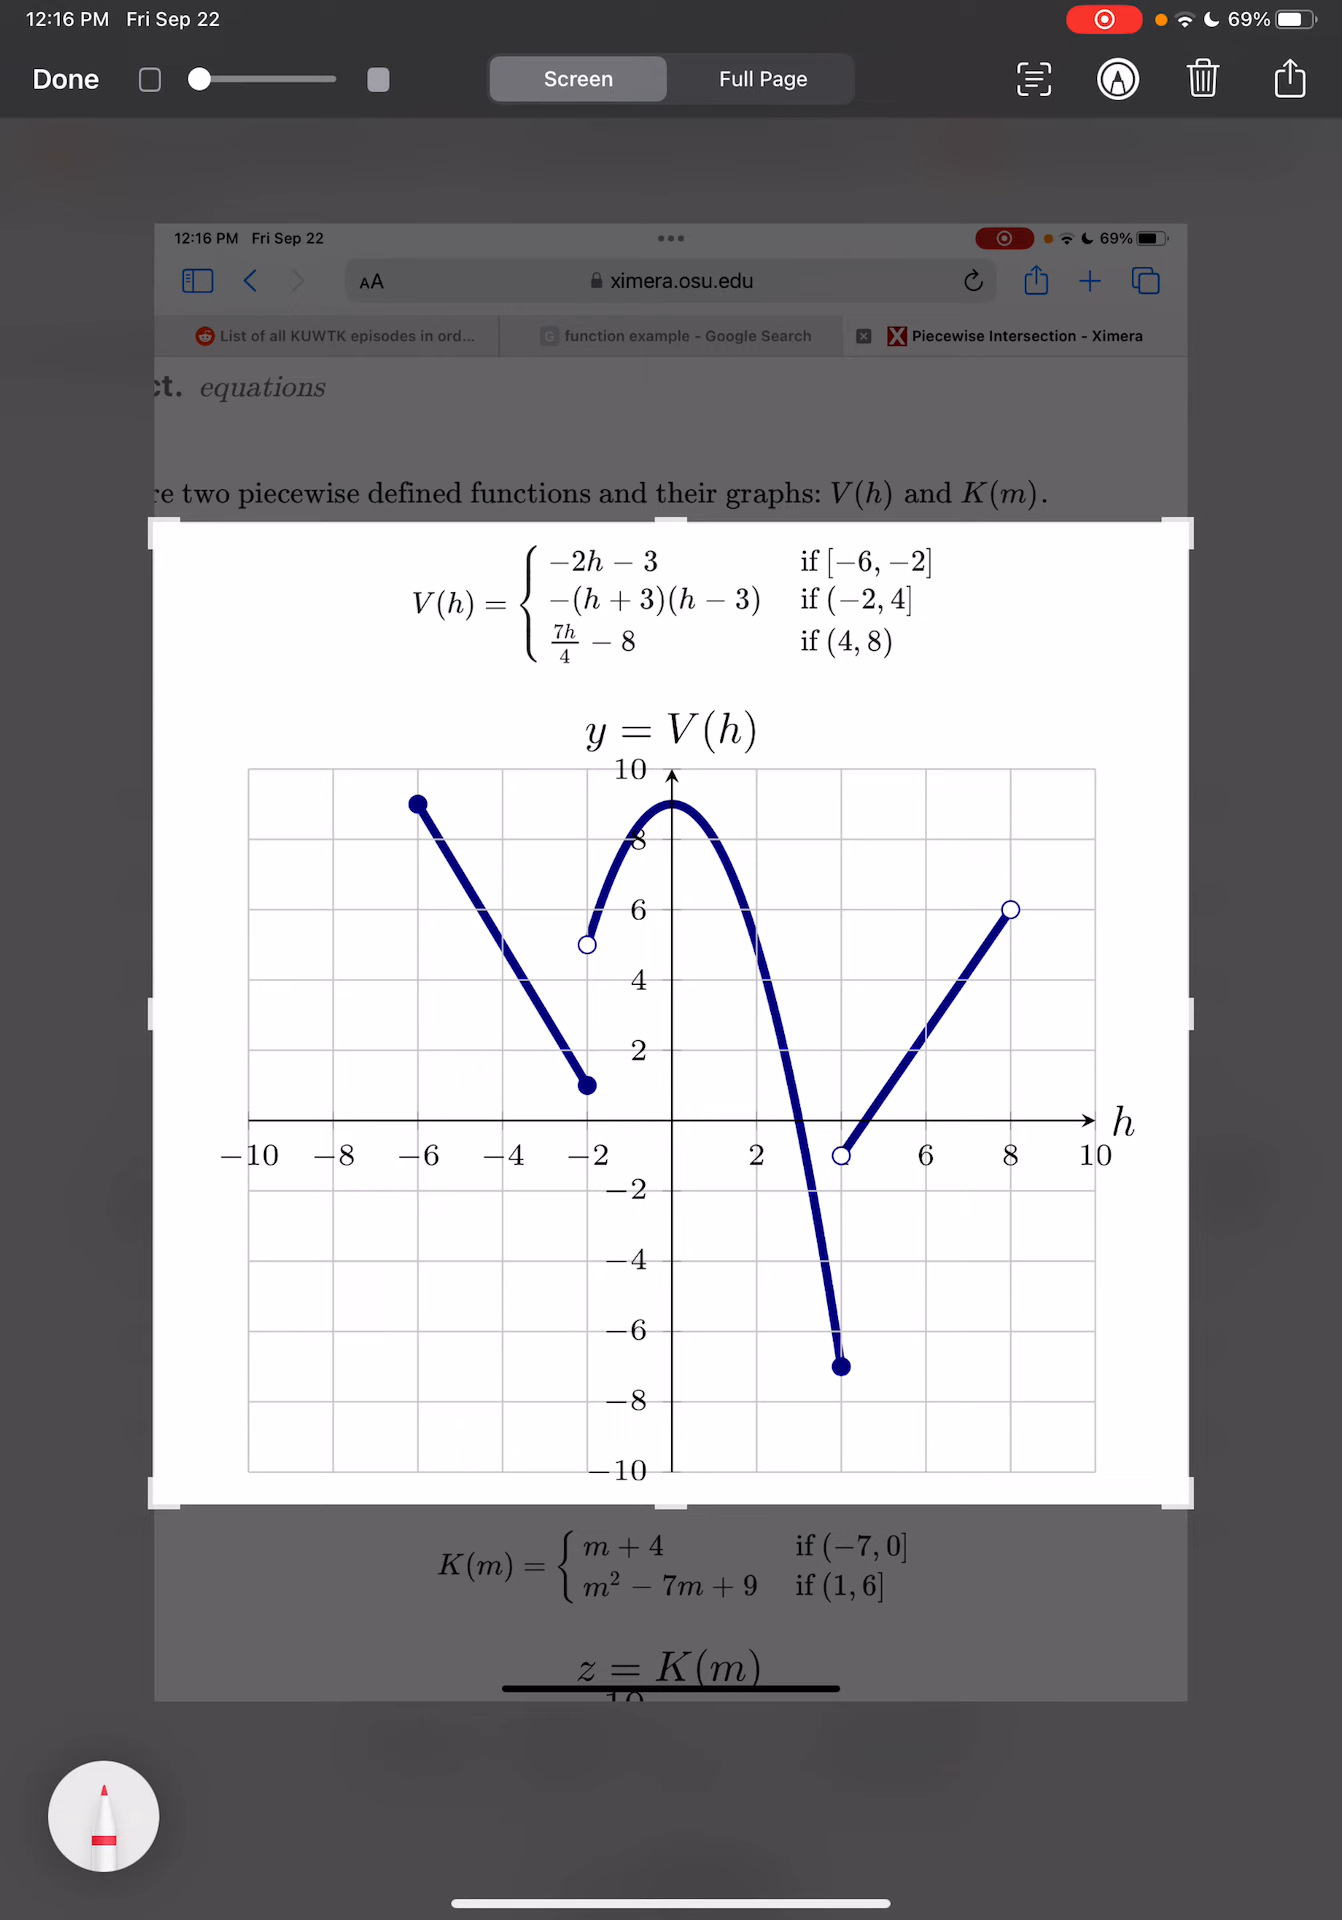 12:16 PM Fri Sep 22 69%
Done Screen Full Page
12:16 PM Fri Sep 22 69%
AA ximera.osu.edu
List of all KUWTK episodes in ord... G function example - Google Search X Piecewise Intersection - Ximera
ct. equations
re two piecewise defined functions and their graphs: V(h) and K(m).
V(h) = { −2h − 3 if [−6, −2]
−(h + 3)(h − 3) if (−2, 4]
7h/4 − 8 if (4, 8)
y = V(h)
10
8
6
4
2
h
−10 −8 −6 −4 −2 2 6 8 10
−2
−4
−6
−8
−10
K(m) = { m + 4 if (−7, 0]
m² − 7m + 9 if (1, 6]
z = K(m)
10